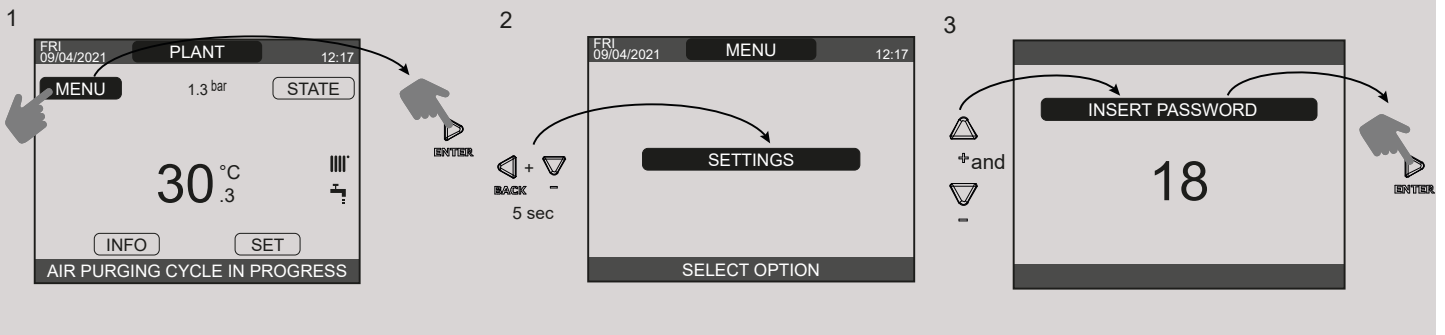 1
FRI
09/04/2021
PLANT
12:17
MENU
1.3 bar
STATE
30 °C
.3
INFO
SET
AIR PURGING CYCLE IN PROGRESS
ENTER
2
FRI
09/04/2021
MENU
12:17
+
BACK -
5 sec
SETTINGS
SELECT OPTION
3
+ and
-
INSERT PASSWORD
18
ENTER